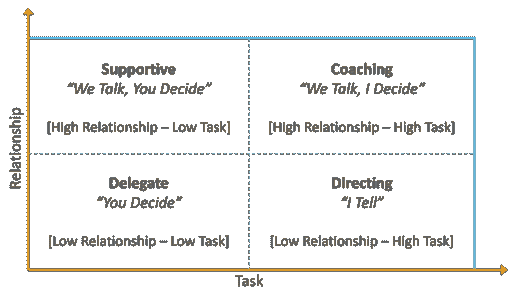 Supportive
"We Talk, You Decide"
[High Relationship – Low Task]
Coaching
"We Talk, I Decide"
[High Relationship – High Task]
Relationship
Delegate
"You Decide"
[Low Relationship – Low Task]
Directing
"I Tell"
[Low Relationship – High Task]
Task